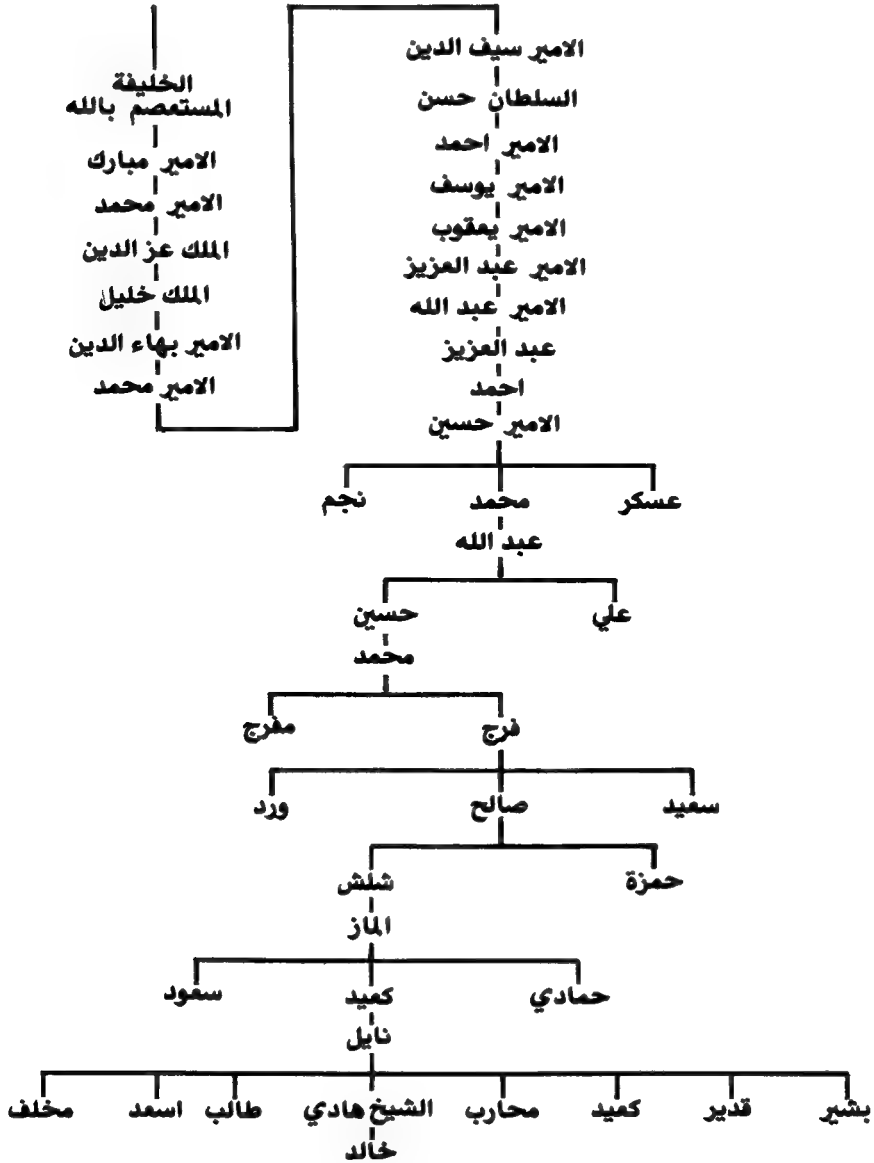 الخليفة
المستعصم بالله
الامير مبارك
الامير محمد
الملك عز الدين
الملك خليل
الامير بهاء الدين
الامير محمد
الامير سيف الدين
السلطان حسن
الامير احمد
الامير يوسف
الامير يعقوب
الامير عبد العزيز
الامير عبد الله
عبد العزيز
احمد
الامير حسين
عسكر محمد نجم
عبد الله
علي حسين
محمد
فرج مفرج
سعيد صالح ورد
حمزة شلش
الماز
حمادي كعيد سعود
نايل
بشير قدير كعيد محارب الشيخ هادي طالب اسعد مخلف
خالد